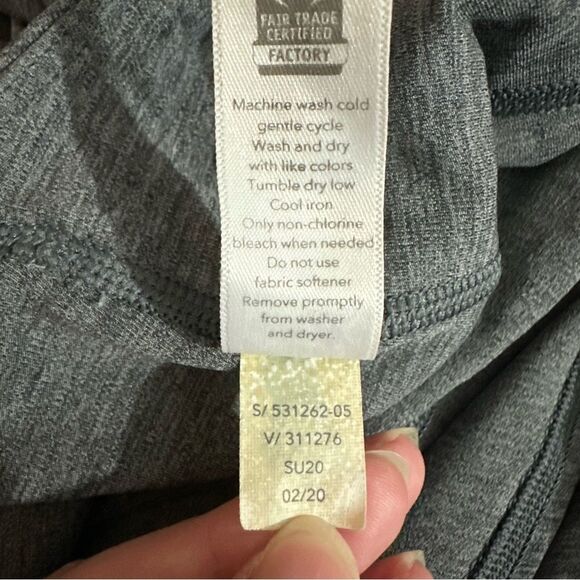 FAIR TRADE
CERTIFIED
FACTORY
Machine wash cold
gentle cycle
Wash and dry
with like colors
Tumble dry low
Cool iron
Only non-chlorine
bleach when needed
Do not use
fabric softener
Remove promptly
from washer
and dryer.
S/ 531262-05
V/ 311276
SU20
02/20